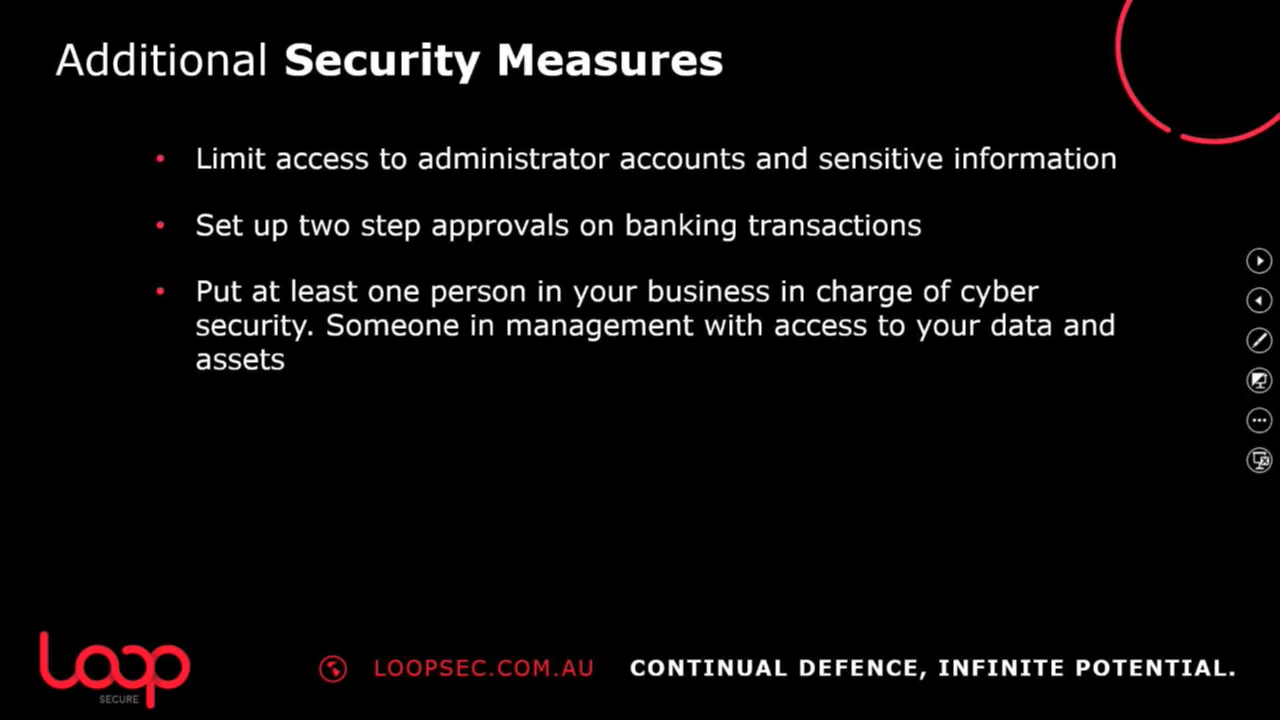 Additional Security Measures
• Limit access to administrator accounts and sensitive information
• Set up two step approvals on banking transactions
• Put at least one person in your business in charge of cyber
security. Someone in management with access to your data and
assets
Loop
SECURE
LOOPSEC.COM.AU
CONTINUAL DEFENCE, INFINITE POTENTIAL.